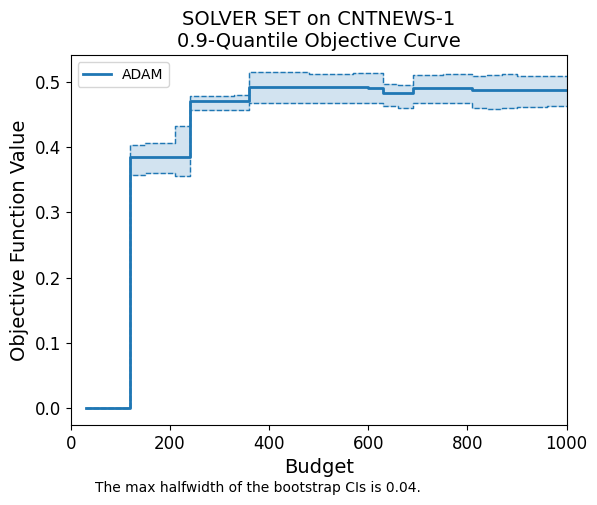 SOLVER SET on CNTNEWS-1
0.9-Quantile Objective Curve
ADAM
Objective Function Value
0.5
0.4
0.3
0.2
0.1
0.0
0 200 400 600 800 1000
Budget
The max halfwidth of the bootstrap CIs is 0.04.